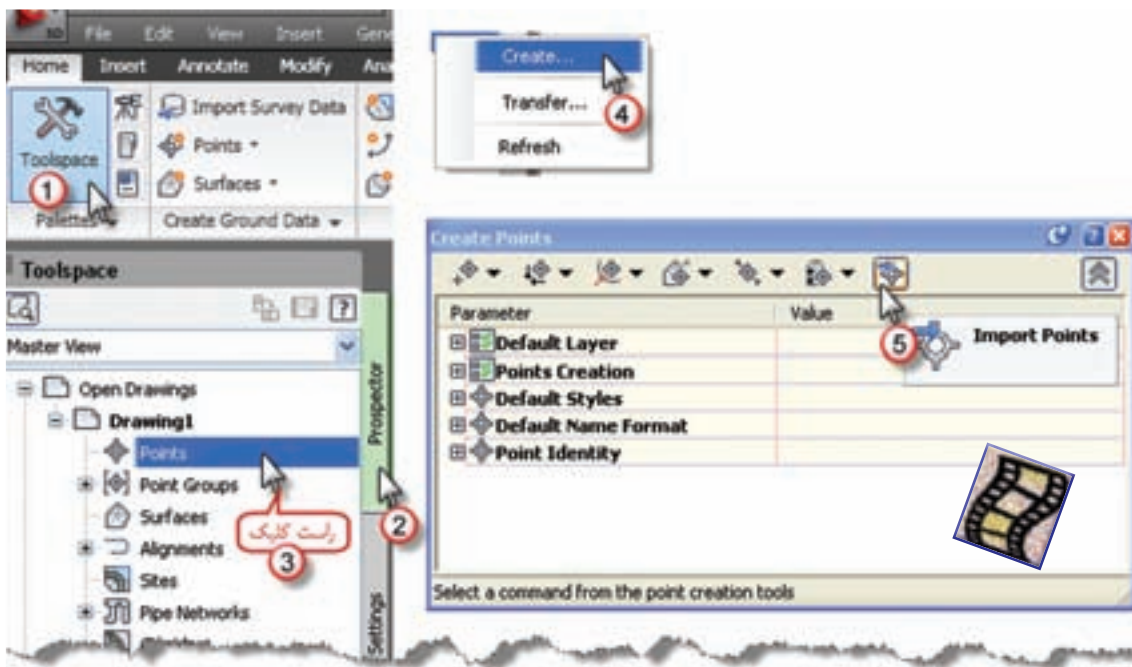 File Edit View Insert Gene
Home Insert Annotate Modify Ana
Import Survey Data
Toolspace
Points
1
Surfaces
Palettes
Create Ground Data
Toolspace
Master View
Open Drawings
Drawing1
Points
Point Groups
Surfaces
راست کلیک
3
Alignments
Sites
Pipe Networks
Prospector
2
Settings
Create...
Transfer...
4
Refresh
Create Points
Parameter Value
5
Import Points
Default Layer
Points Creation
Default Styles
Default Name Format
Point Identity
Select a command from the point creation tools